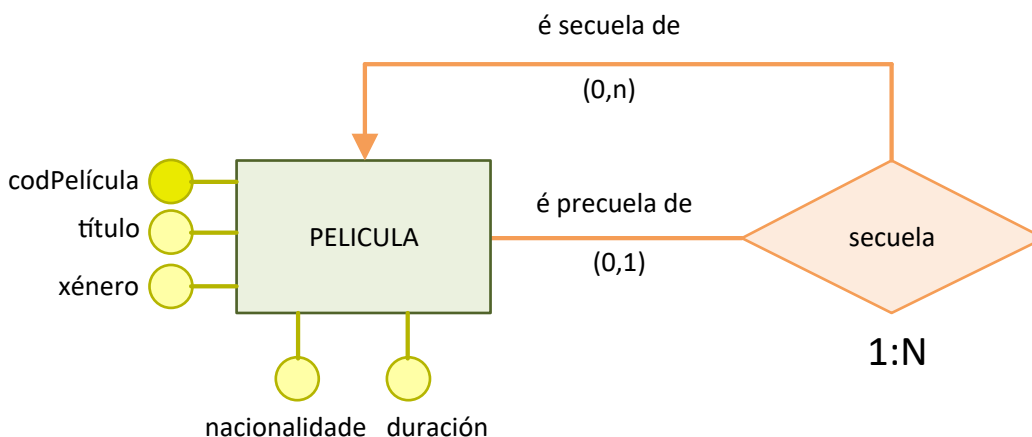 é secuela de
(0,n)
codPelícula
título
xénero
PELICULA
é precuela de
(0,1)
secuela
1:N
nacionalidade
duración